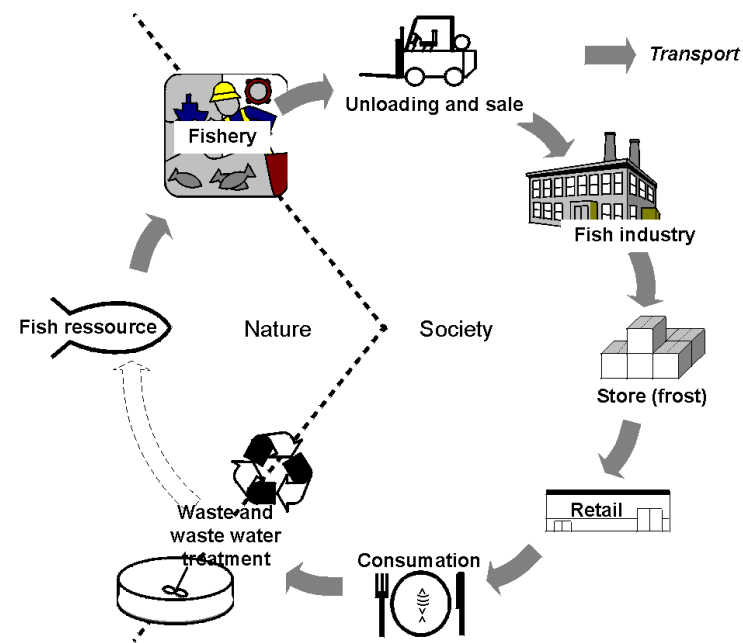 Transport
Unloading and sale
Fishery
Fish industry
Fish ressource
Nature
Society
Store (frost)
Retail
Waste and
waste water
treatment
Consumation